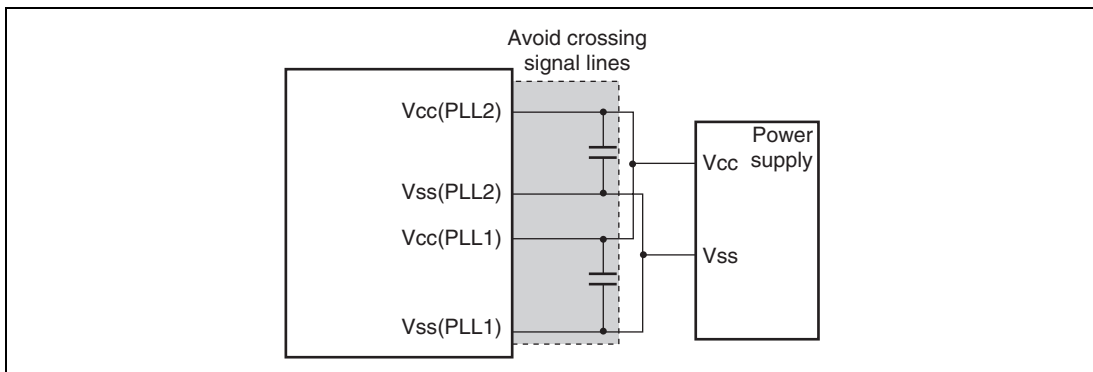 Avoid crossing
signal lines
Vcc(PLL2)
Vss(PLL2)
Vcc(PLL1)
Vss(PLL1)
Power
supply
Vcc
Vss